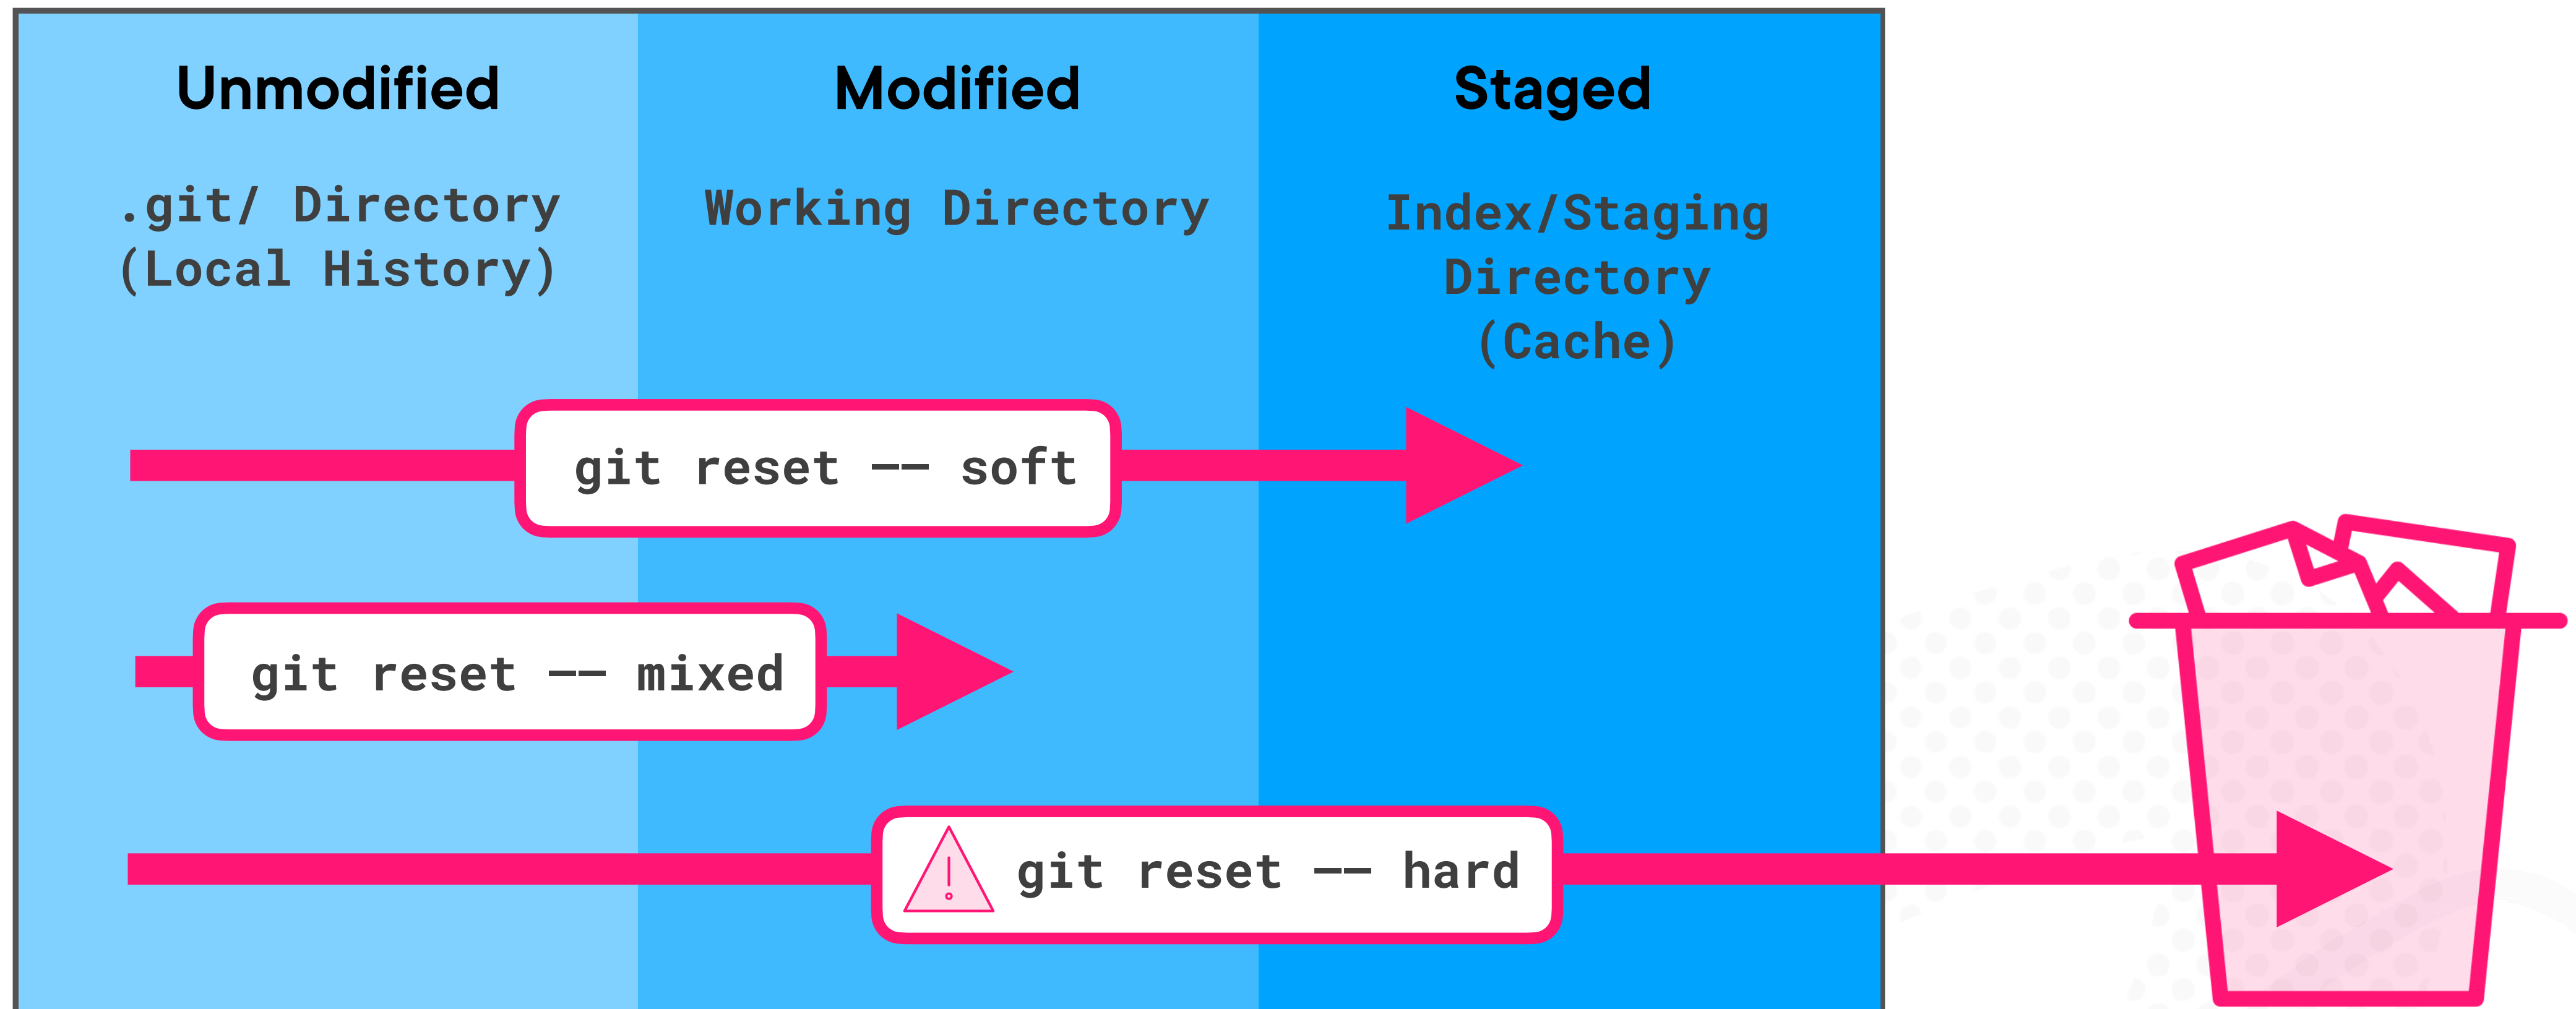 Unmodified
Modified
Staged
.git/ Directory
(Local History)
Working Directory
Index/Staging
Directory
(Cache)
git reset –– soft
git reset –– mixed
! git reset –– hard